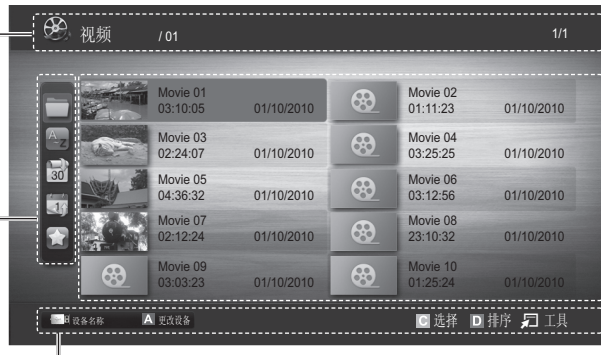 视频 / 01 1/1
Movie 01
03:10:05 01/10/2010
Movie 02
01:11:23 01/10/2010
Movie 03
02:24:07 01/10/2010
Movie 04
03:25:25 01/10/2010
Movie 05
04:36:32 01/10/2010
Movie 06
03:12:56 01/10/2010
Movie 07
02:12:24 01/10/2010
Movie 08
23:10:32 01/10/2010
Movie 09
03:03:23 01/10/2010
Movie 10
01:25:24 01/10/2010
A Z
30
1
设备名称 A 更改设备 C 选择 D 排序 工具